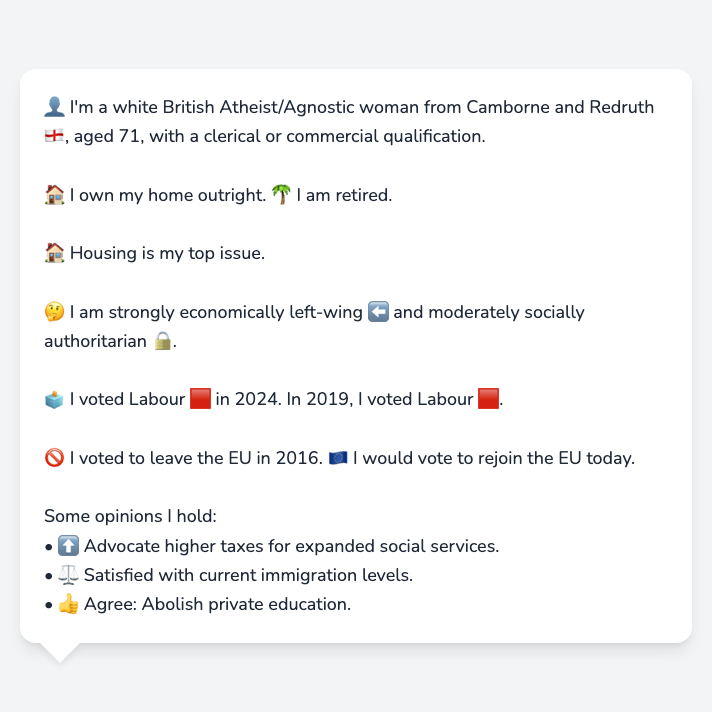 👤 I'm a white British Atheist/Agnostic woman from Camborne and Redruth
🏴󠁧󠁢󠁥󠁮󠁧󠁿, aged 71, with a clerical or commercial qualification.
🏠 I own my home outright. 🌴 I am retired.
🏠 Housing is my top issue.
🤔 I am strongly economically left-wing ⬅️ and moderately socially
authoritarian 🔒.
🗳️ I voted Labour 🟥 in 2024. In 2019, I voted Labour 🟥.
🚫 I voted to leave the EU in 2016. 🇪🇺 I would vote to rejoin the EU today.
Some opinions I hold:
• ⬆️ Advocate higher taxes for expanded social services.
• ⚖️ Satisfied with current immigration levels.
• 👍 Agree: Abolish private education.